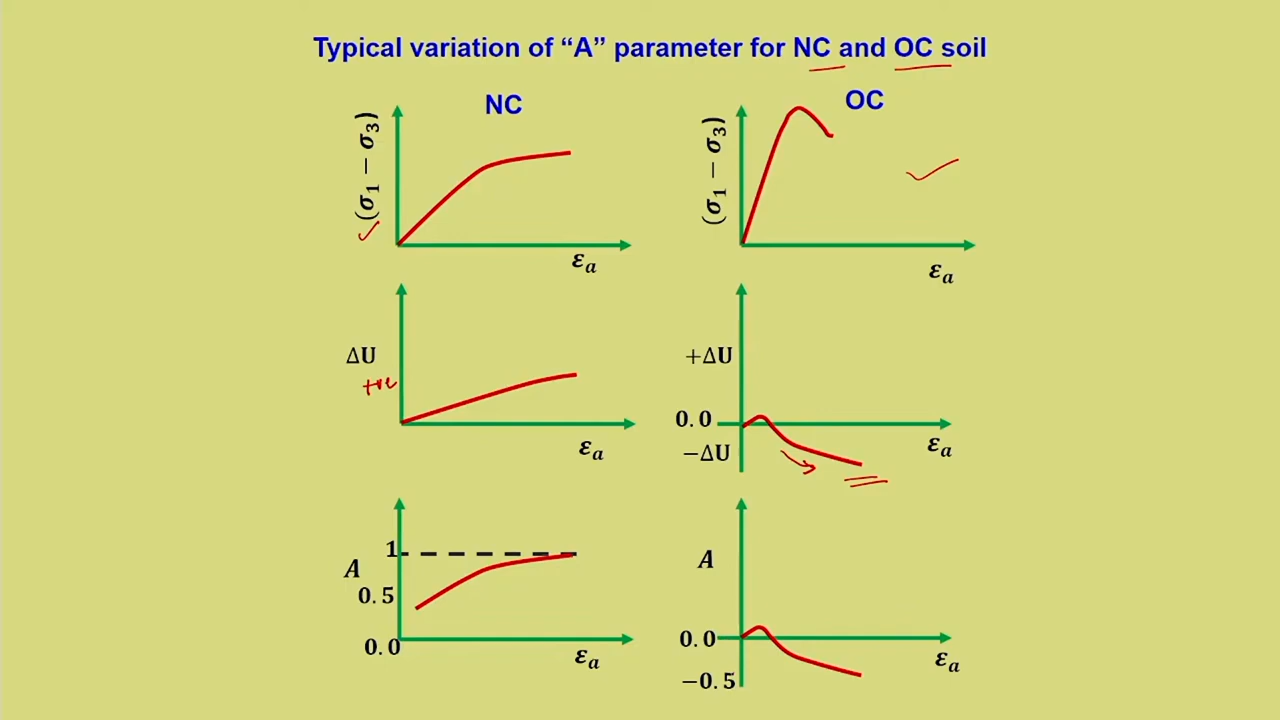 Typical variation of “A” parameter for NC and OC soil
NC
OC
(σ₁ − σ₃)
εₐ
(σ₁ − σ₃)
εₐ
ΔU
+ve
εₐ
+ΔU
0.0
−ΔU
εₐ
1
A
0.5
0.0
εₐ
A
0.0
−0.5
εₐ